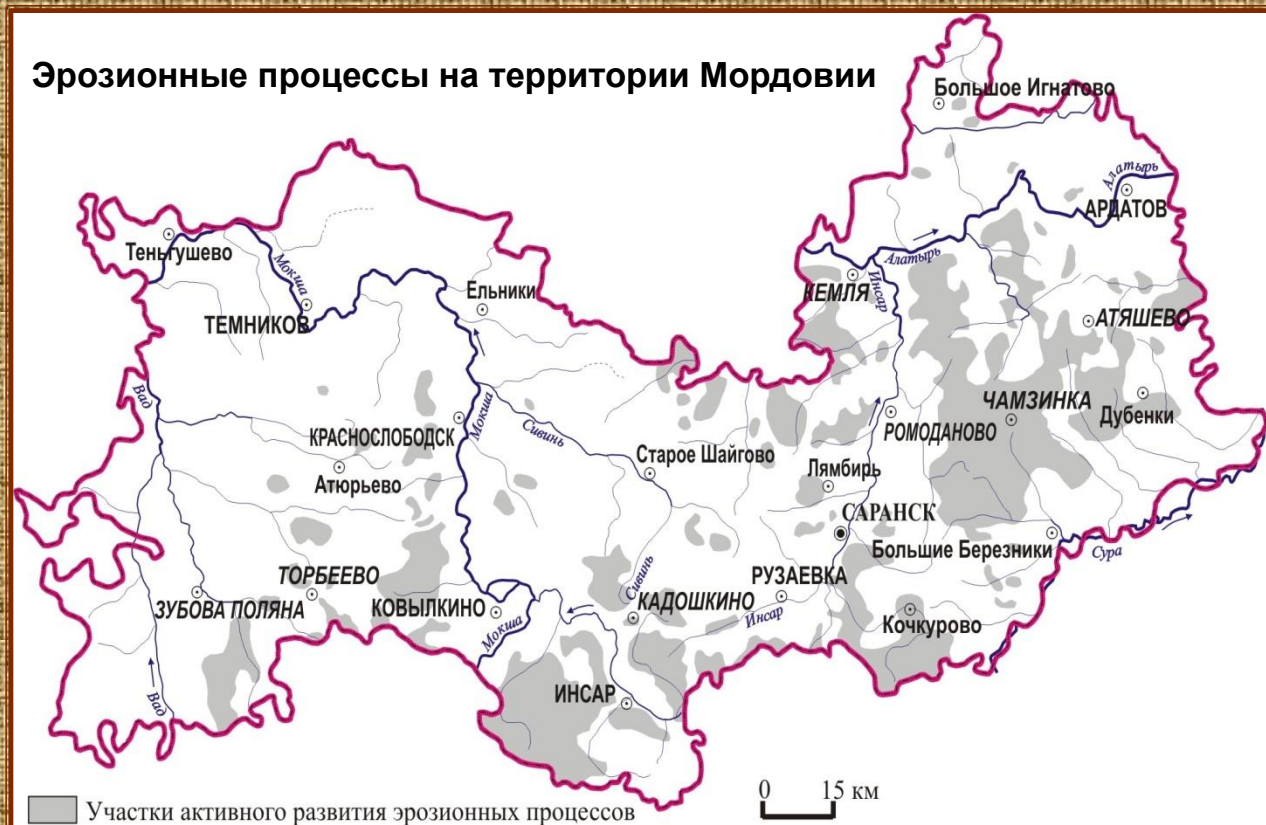 Эрозионные процессы на территории Мордовии
Большое Игнатово
Алатырь
АРДАТОВ
Теньгушево
Мокша
Алатырь
Ельники
КЕМЛЯ
Инсар
ТЕМНИКОВ
АТЯШЕВО
Вад
Мокша
ЧАМЗИНКА
Дубенки
КРАСНОСЛОБОДСК
Сивинь
РОМОДАНОВО
Старое Шайгово
Лямбирь
Атюрьево
САРАНСК
Большие Березники
Сура
ТОРБЕЕВО
РУЗАЕВКА
Сивинь
ЗУБОВА ПОЛЯНА
КОВЫЛКИНО
КАДОШКИНО
Инсар
Кочкурово
Мокша
Вад
ИНСАР
0 15 км
Участки активного развития эрозионных процессов